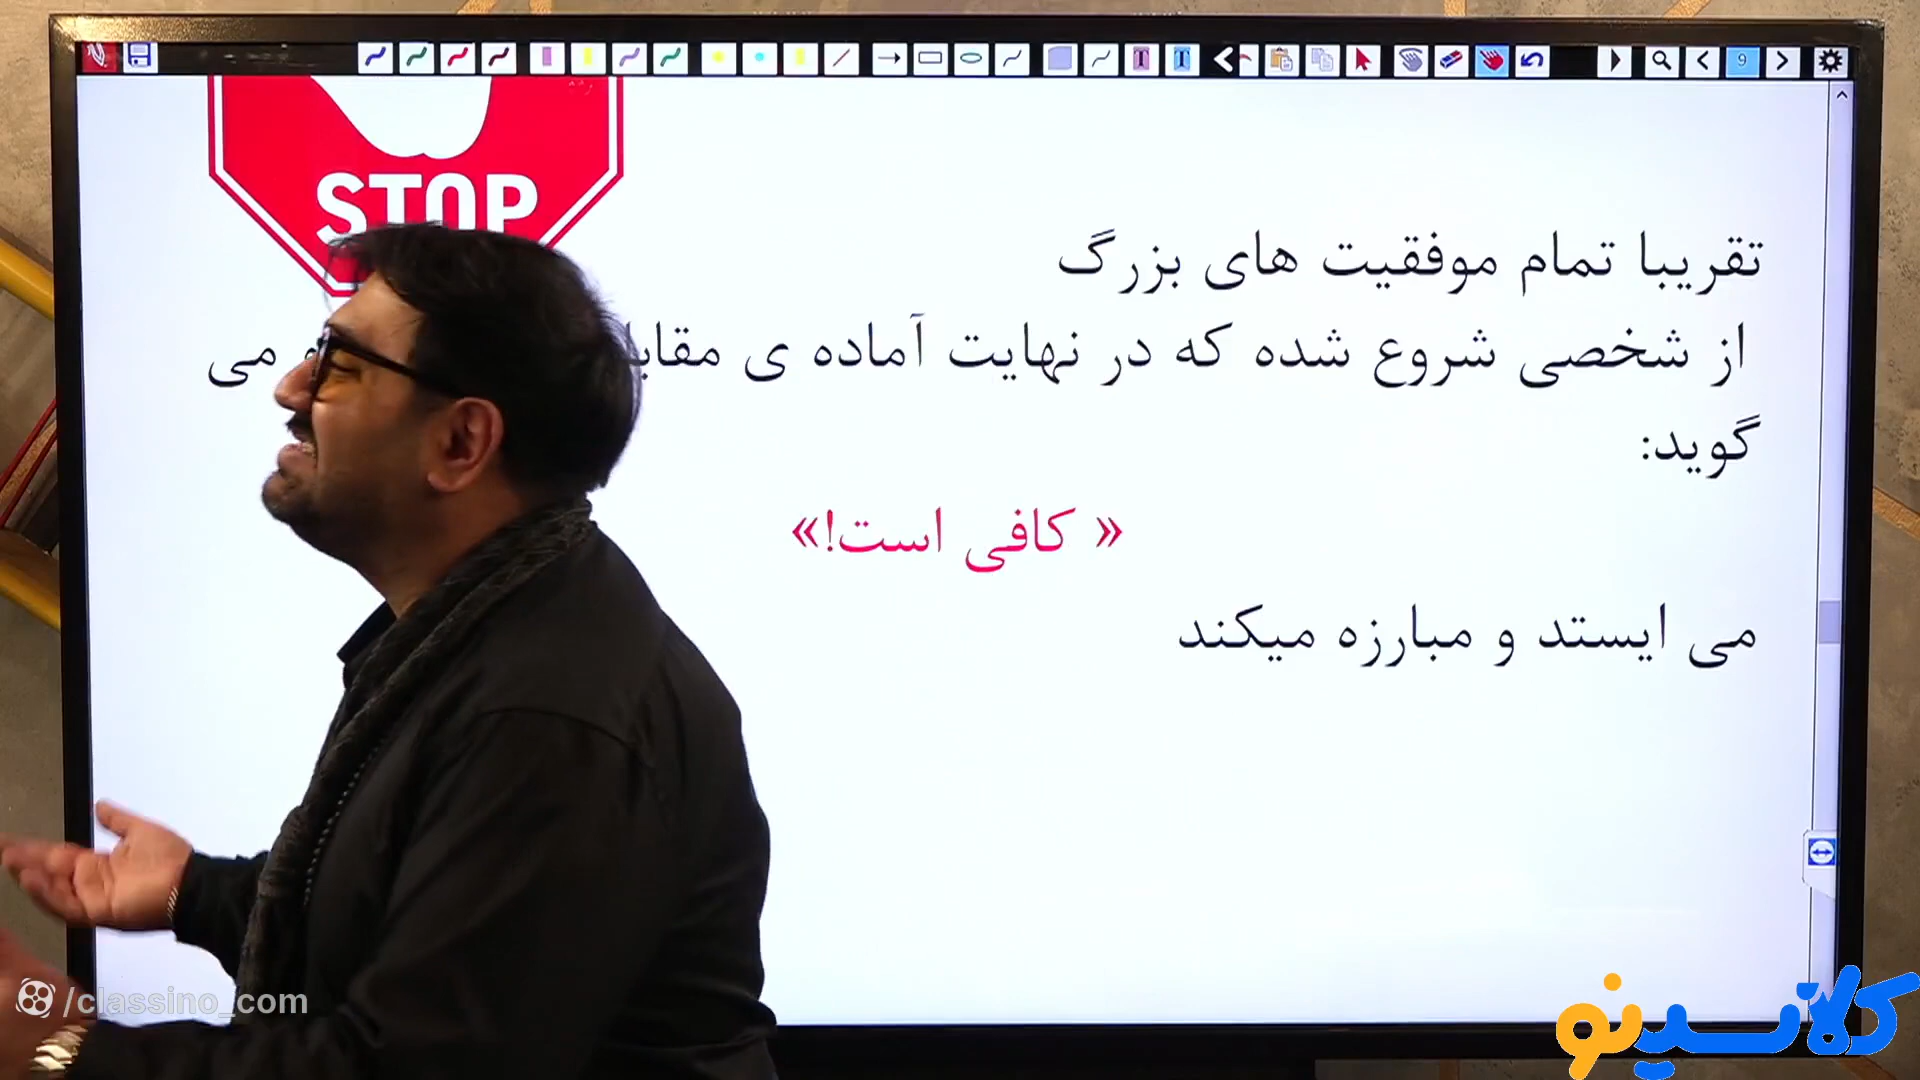 STOP
تقریبا تمام موفقیت های بزرگ
از شخصی شروع شده که در نهایت آماده ی می
گوید:
« کافی است!»
می ایستد و مبارزه میکند
9
/classino_com
کلاسینو